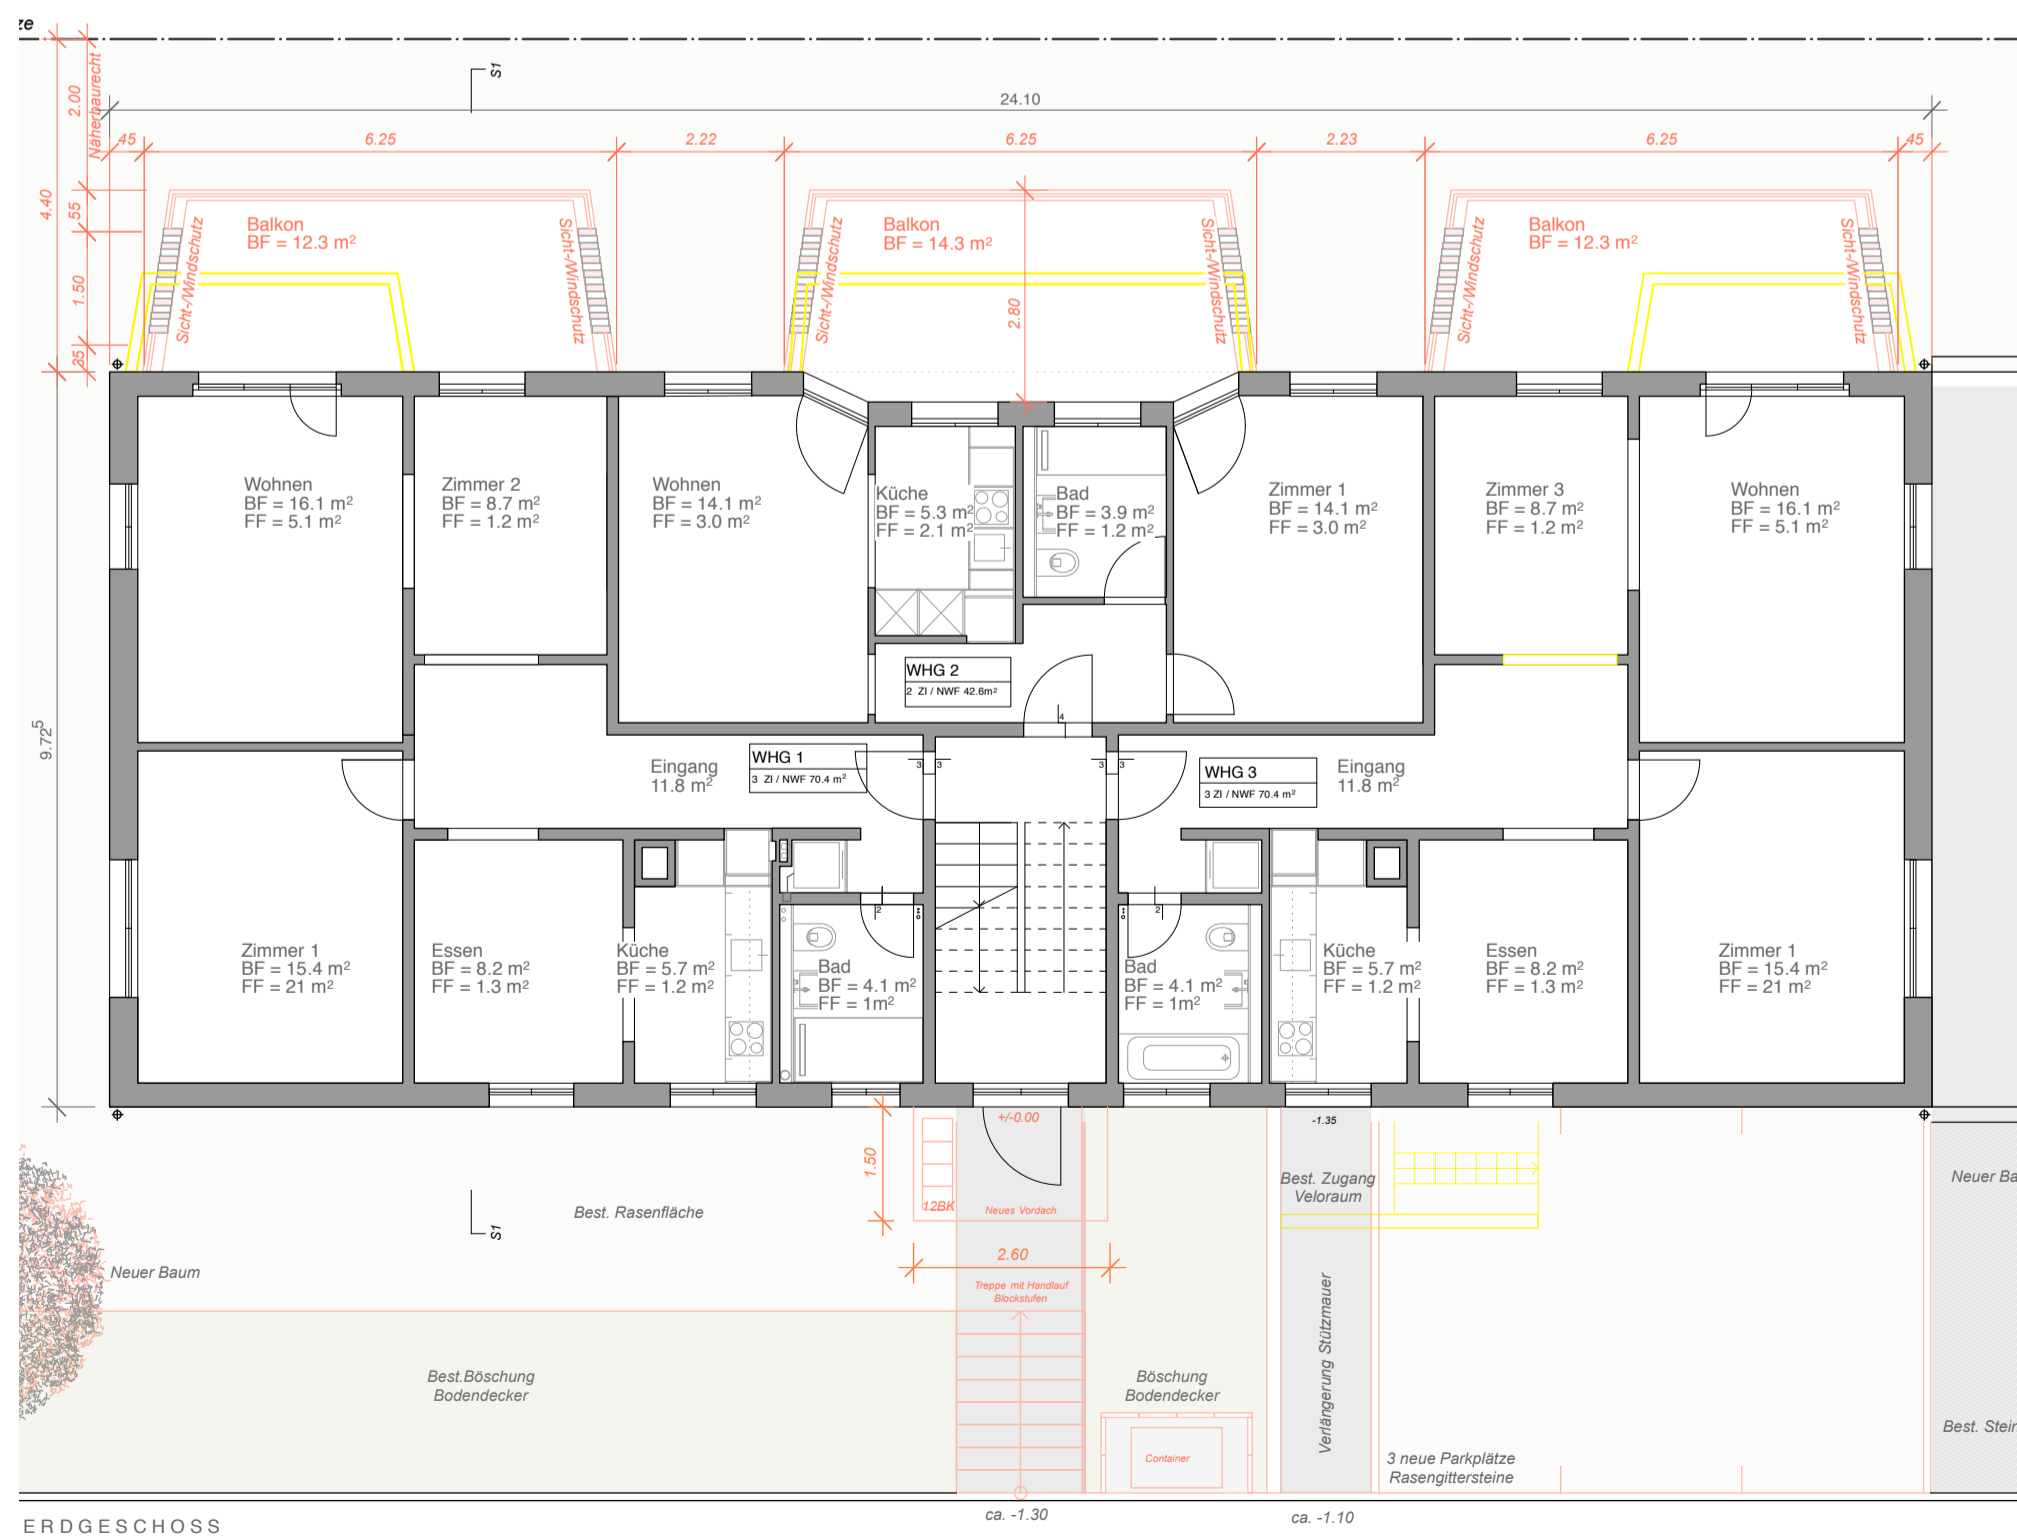 ze
S1
24.10
2.00
Näherbaurecht
4.40
.45
6.25
2.22
6.25
2.23
6.25
.45
.55
1.50
.35
Balkon
BF = 12.3 m²
Sicht-/Windschutz
Sicht-/Windschutz
Balkon
BF = 14.3 m²
Sicht-/Windschutz
Sicht-/Windschutz
2.80
Balkon
BF = 12.3 m²
Sicht-/Windschutz
Sicht-/Windschutz
Wohnen
BF = 16.1 m²
FF = 5.1 m²
Zimmer 2
BF = 8.7 m²
FF = 1.2 m²
Wohnen
BF = 14.1 m²
FF = 3.0 m²
Küche
BF = 5.3 m²
FF = 2.1 m²
Bad
BF = 3.9 m²
FF = 1.2 m²
Zimmer 1
BF = 14.1 m²
FF = 3.0 m²
Zimmer 3
BF = 8.7 m²
FF = 1.2 m²
Wohnen
BF = 16.1 m²
FF = 5.1 m²
9.72⁵
WHG 2
2 ZI / NWF 42.6m²
4
Eingang
11.8 m²
WHG 1
3 ZI / NWF 70.4 m²
3
3
3
3
WHG 3
3 ZI / NWF 70.4 m²
Eingang
11.8 m²
2
2
Zimmer 1
BF = 15.4 m²
FF = 21 m²
Essen
BF = 8.2 m²
FF = 1.3 m²
Küche
BF = 5.7 m²
FF = 1.2 m²
Bad
BF = 4.1 m²
FF = 1m²
Bad
BF = 4.1 m²
FF = 1m²
Küche
BF = 5.7 m²
FF = 1.2 m²
Essen
BF = 8.2 m²
FF = 1.3 m²
Zimmer 1
BF = 15.4 m²
FF = 21 m²
+/-0.00
-1.35
1.50
12BK
Neues Vordach
Best. Zugang
Veloraum
Neuer Ba
Best. Rasenfläche
S1
2.60
Neuer Baum
Treppe mit Handlauf
Blockstufen
Verlängerung Stützmauer
Best.Böschung
Bodendecker
Böschung
Bodendecker
Container
3 neue Parkplätze
Rasengittersteine
Best. Stein
ca. -1.30
ca. -1.10
ERDGESCHOSS